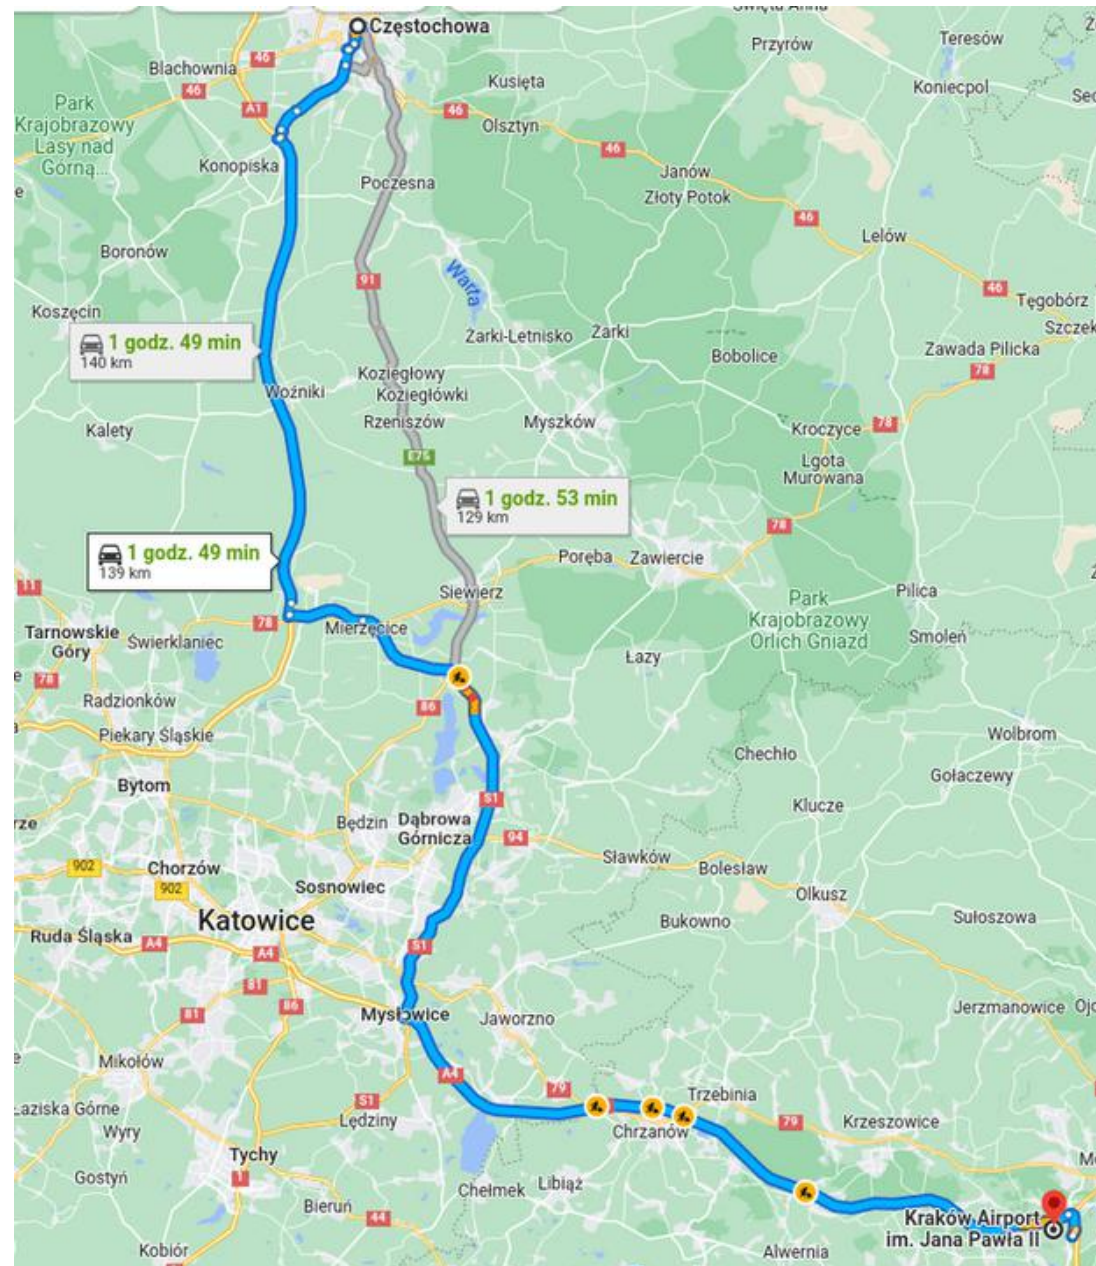 Święta Anna
Częstochowa
Teresów
Przyrów
46
Blachownia
Kusięta
Koniecpol
46
A1
46
Park
Krajobrazowy
Lasy nad
Górną...
Olsztyn
46
Konopiska
Janów
Poczesna
Złoty Potok
46
Lelów
Boronów
Warta
91
46
Tęgobórz
Koszęcin
Szczek
1 godz. 49 min
140 km
Żarki-Letnisko
Żarki
Bobolice
Zawada Pilicka
78
Koziegłowy
Koziegłówki
Woźniki
Rzeniszów
Myszków
Kroczyce
78
Kalety
E75
Lgota
Murowana
1 godz. 53 min
129 km
78
1 godz. 49 min
139 km
Poręba
Zawiercie
11
Siewierz
Pilica
Park
Krajobrazowy
Orlich Gniazd
78
Mierzęcice
Tarnowskie
Góry
Świerklaniec
Smoleń
Łazy
78
Radzionków
86
Piekary Śląskie
Wolbrom
Chechło
Gołaczewy
Bytom
S1
Klucze
rze
Będzin
Dąbrowa
Górnicza
94
Sławków
902
Chorzów
Bolesław
902
Sosnowiec
Olkusz
Katowice
Bukowno
Sułoszowa
Ruda Śląska
A4
A4
S1
81
86
81
Mysłowice
Jaworzno
Jerzmanowice
Ojc
Mikołów
A4
79
Trzebinia
S1
Łaziska Górne
Lędziny
79
Krzeszowice
Wyry
Chrzanów
Tychy
1
Gostyń
Chełmek
Libiąż
Bieruń
44
Kraków Airport
im. Jana Pawła II
Kobiór
Alwernia